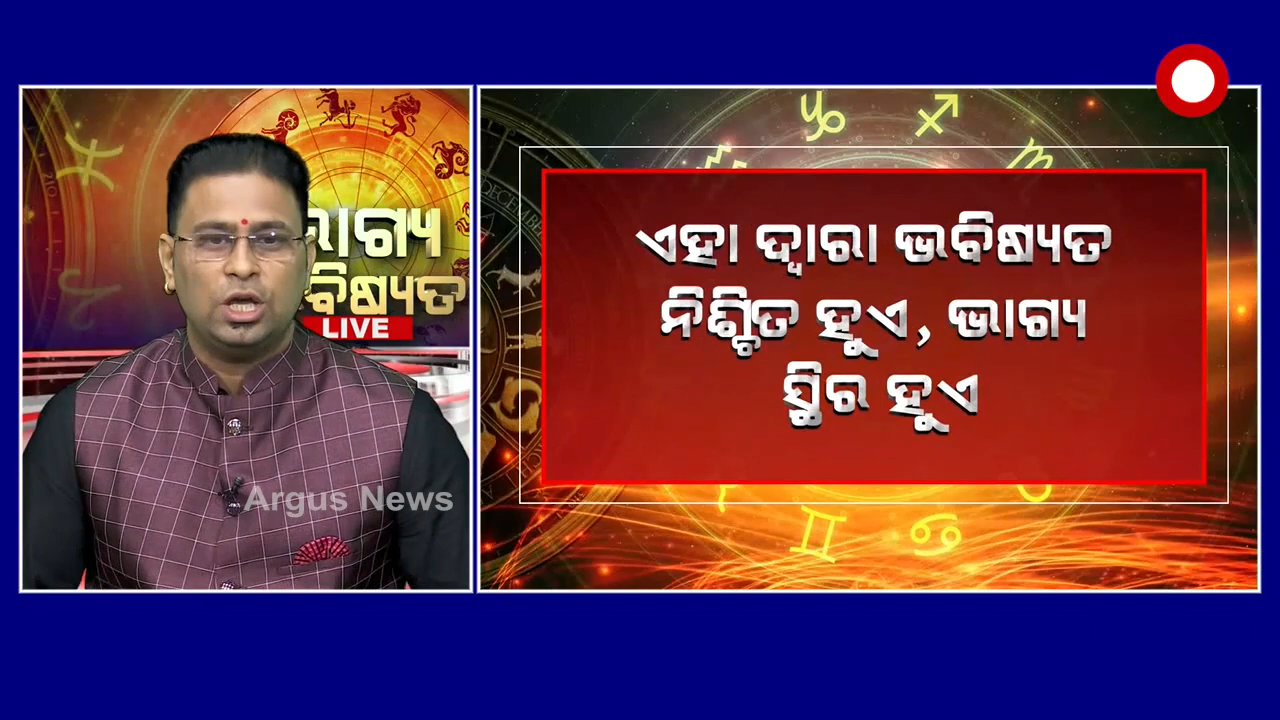 ଭାଗ୍ୟ
ଭବିଷ୍ୟତ
LIVE
Argus News
ଏହା ଦ୍ୱାରା ଭବିଷ୍ୟତ
ନିଶ୍ଚିତ ହୁଏ, ଭାଗ୍ୟ
ସ୍ଥିର ହୁଏ